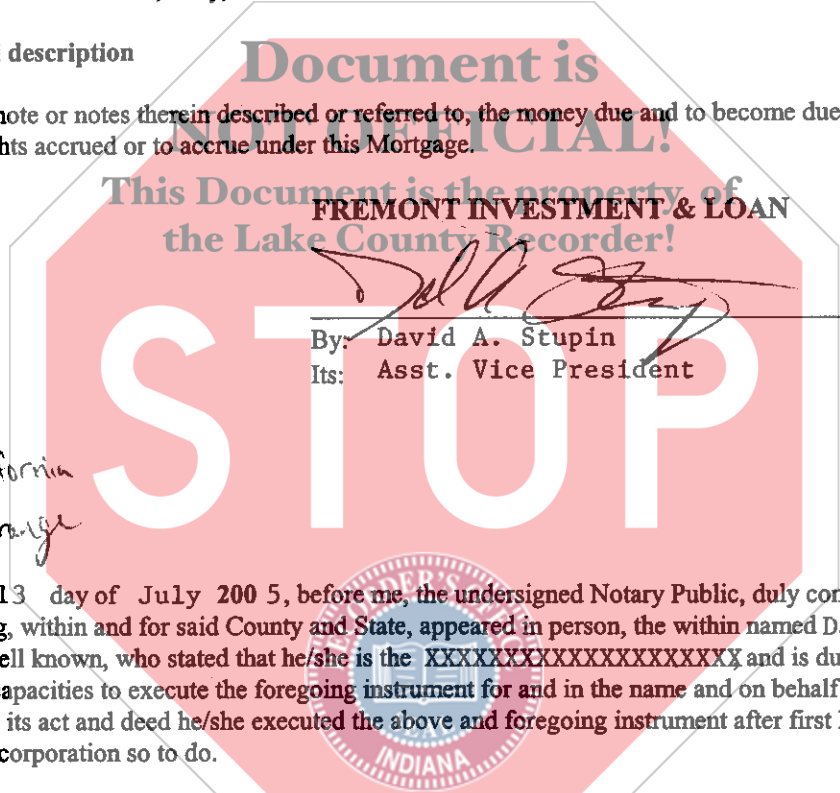 description
Document is
note or notes therein described or referred to, the money due and to become due
NOT OFFICIAL!
hts accrued or to accrue under this Mortgage.
This Document is the property of
FREMONT INVESTMENT & LOAN
the Lake County Recorder!
By: David A. Stupin
Its: Asst. Vice President
STOP
fornia
range
13 day of July 200 5, before me, the undersigned Notary Public, duly con
g, within and for said County and State, appeared in person, the within named D
ell known, who stated that he/she is the XXXXXXXXXXXXXXXXXXXXXX and is du
apacities to execute the foregoing instrument for and in the name and on behalf
its act and deed he/she executed the above and foregoing instrument after first
corporation so to do.
SEAL
INDIANA